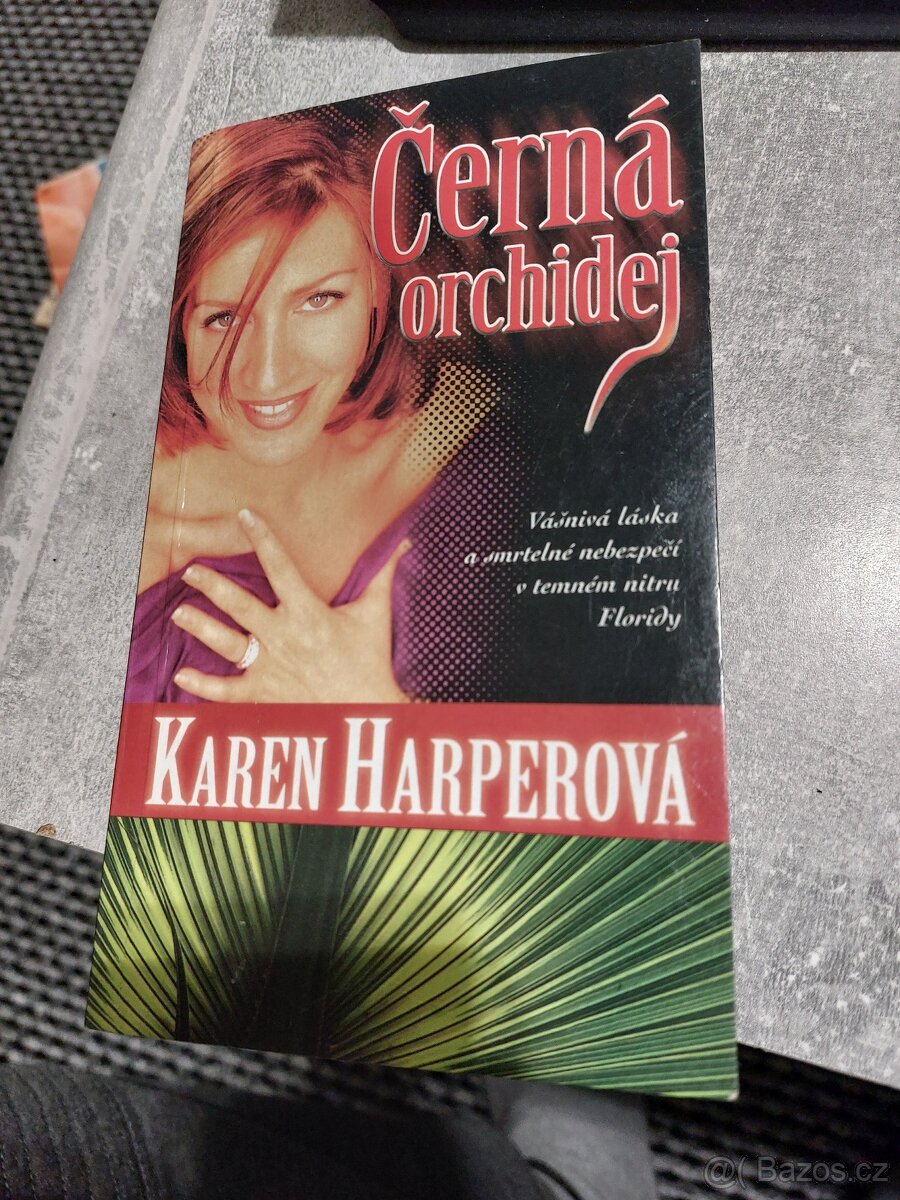 Černá
orchidej
Vášnivá láska
a smrtelné nebezpečí
v temném nitru
Floridy
KAREN HARPEROVÁ
@( Bazos.cz